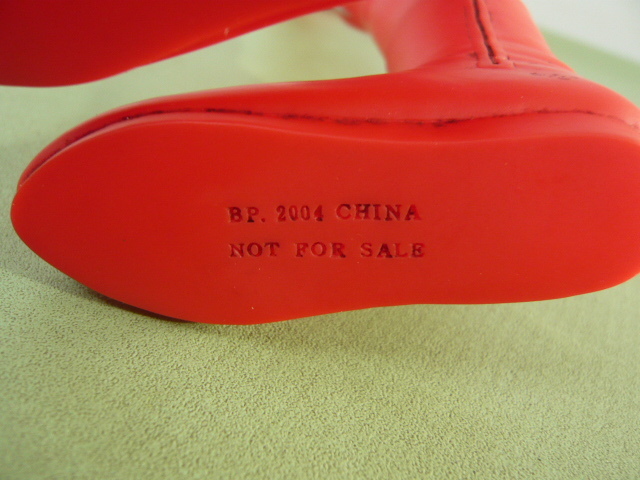 BP. 2004 CHINA
NOT FOR SALE